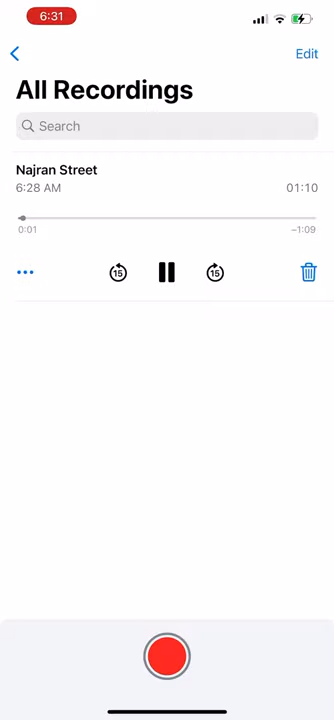 6:31
Edit
All Recordings
Search
Najran Street
6:28 AM 01:10
0:01 −1:09
15 15